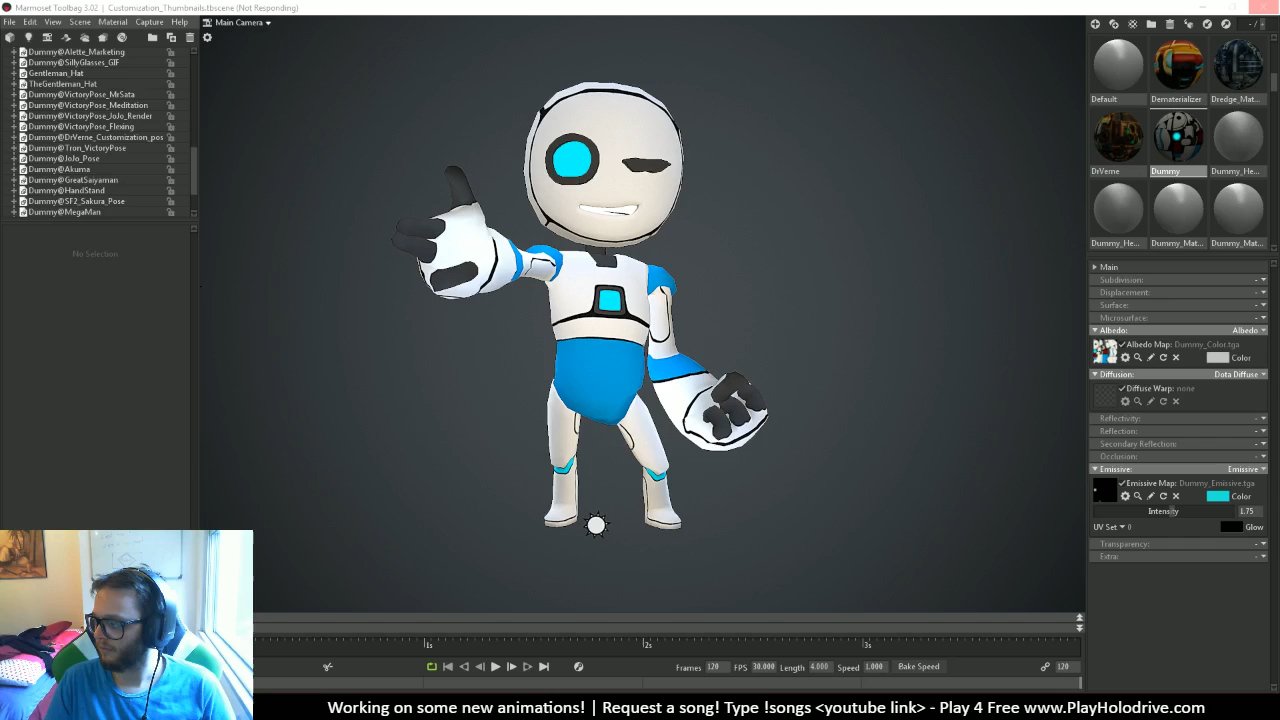 Marmoset Toolbag 3.02 | Customization_Thumbnails.tbscene (Not Responding)
File Edit View Scene Material Capture Help
Main Camera
Dummy@Alette_Marketing
Dummy@SillyGlasses_GIF
Gentleman_Hat
TheGentleman_Hat
Dummy@VictoryPose_MrSata
Dummy@VictoryPose_Meditation
Dummy@VictoryPose_JoJo_Render
Dummy@VictoryPose_Flexing
Dummy@DrVerne_Customization_pos
Dummy@Tron_VictoryPose
Dummy@JoJo_Pose
Dummy@Akuma
Dummy@GreatSaiyaman
Dummy@HandStand
Dummy@SF2_Sakura_Pose
Dummy@MegaMan
No Selection
Default Dematerializer Dredge_Mat...
DrVerne Dummy Dummy_He...
Dummy_He... Dummy_Mat... Dummy_Mat...
Main
Subdivision:
Displacement:
Surface:
Microsurface:
Albedo: Albedo
Albedo Map: Dummy_Color.tga
Color
Diffusion: Dota Diffuse
Diffuse Warp: none
Reflectivity:
Reflection:
Secondary Reflection:
Occlusion:
Emissive: Emissive
Emissive Map: Dummy_Emissive.tga
Color
Intensity 1.75
UV Set 0 Glow
Transparency:
Extra:
1s 2s 3s
Frames 120 FPS 30.000 Length 4.000 Speed 1.000 Bake Speed 120
Working on some new animations! | Request a song! Type !songs <youtube link> - Play 4 Free www.PlayHolodrive.com